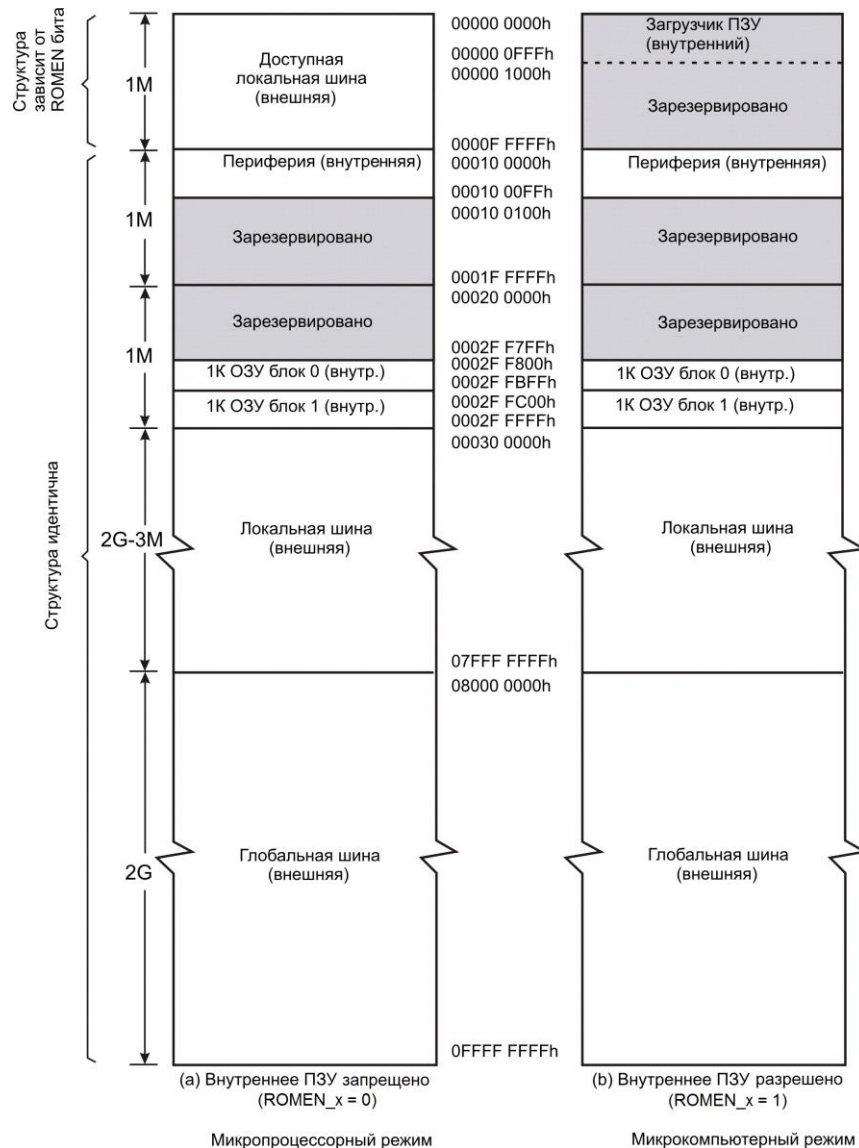 Структура
зависит от
ROMEN бита
1M
Доступная
локальная шина
(внешняя)
00000 0000h
00000 0FFFh
00000 1000h
0000F FFFFh
Загрузчик ПЗУ
(внутренний)
Зарезервировано
Структура идентична
1M
Периферия (внутренняя)
Зарезервировано
00010 0000h
00010 00FFh
00010 0100h
0001F FFFFh
Периферия (внутренняя)
Зарезервировано
1M
Зарезервировано
1К ОЗУ блок 0 (внутр.)
1К ОЗУ блок 1 (внутр.)
00020 0000h
0002F F7FFh
0002F F800h
0002F FBFFh
0002F FC00h
0002F FFFFh
Зарезервировано
1К ОЗУ блок 0 (внутр.)
1К ОЗУ блок 1 (внутр.)
2G-3M
Локальная шина
(внешняя)
00030 0000h
07FFF FFFFh
Локальная шина
(внешняя)
2G
Глобальная шина
(внешняя)
08000 0000h
0FFFF FFFFh
Глобальная шина
(внешняя)
(a) Внутреннее ПЗУ запрещено
(ROMEN_x = 0)
Микропроцессорный режим
(b) Внутреннее ПЗУ разрешено
(ROMEN_x = 1)
Микрокомпьютерный режим